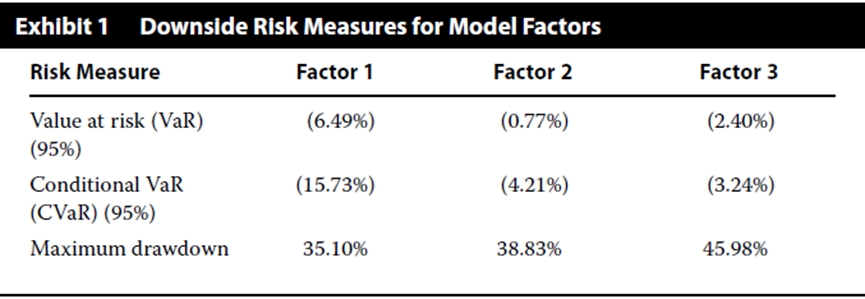 Exhibit 1 Downside Risk Measures for Model Factors
Risk Measure Factor 1 Factor 2 Factor 3
Value at risk (VaR) (6.49%) (0.77%) (2.40%)
(95%)
Conditional VaR (15.73%) (4.21%) (3.24%)
(CVaR) (95%)
Maximum drawdown 35.10% 38.83% 45.98%